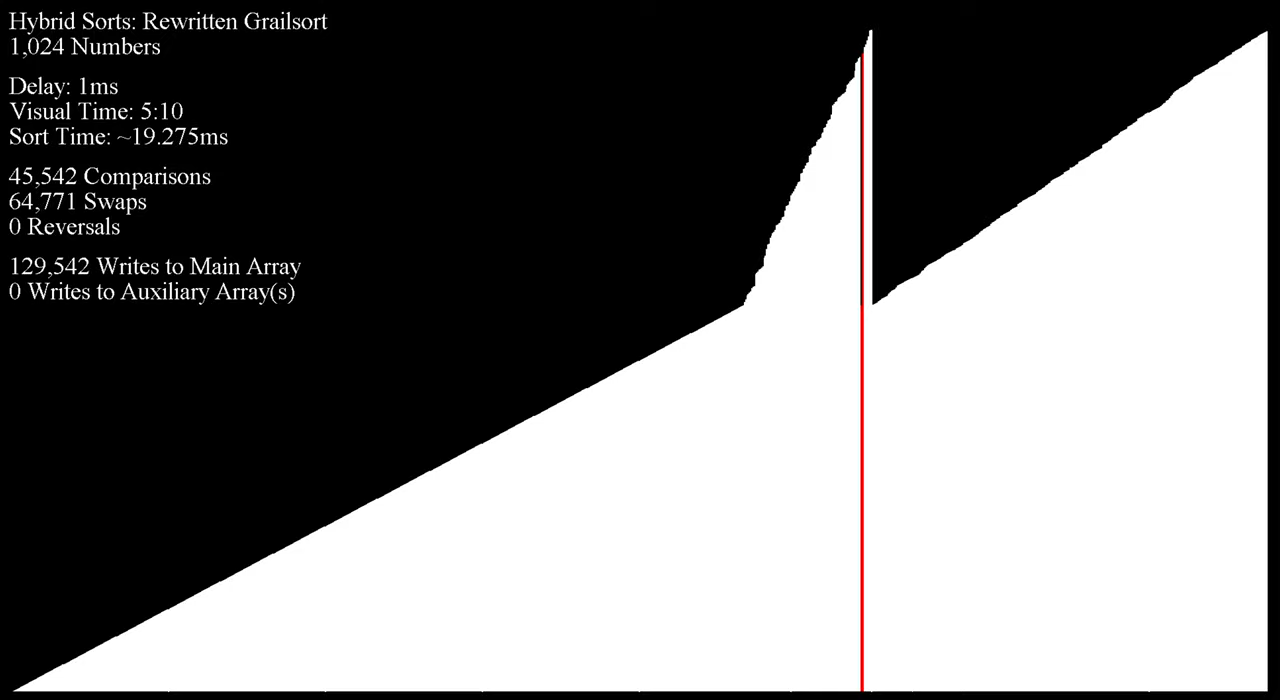 Hybrid Sorts: Rewritten Grailsort
1,024 Numbers
Delay: 1ms
Visual Time: 5:10
Sort Time: ~19.275ms
45,542 Comparisons
64,771 Swaps
0 Reversals
129,542 Writes to Main Array
0 Writes to Auxiliary Array(s)